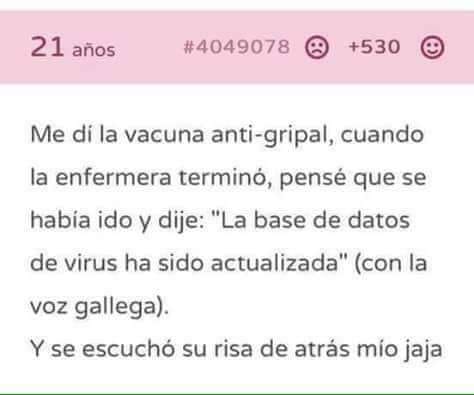 21 años #4049078 +530
Me dí la vacuna anti-gripal, cuando
la enfermera terminó, pensé que se
había ido y dije: "La base de datos
de virus ha sido actualizada" (con la
voz gallega).
Y se escuchó su risa de atrás mío jaja